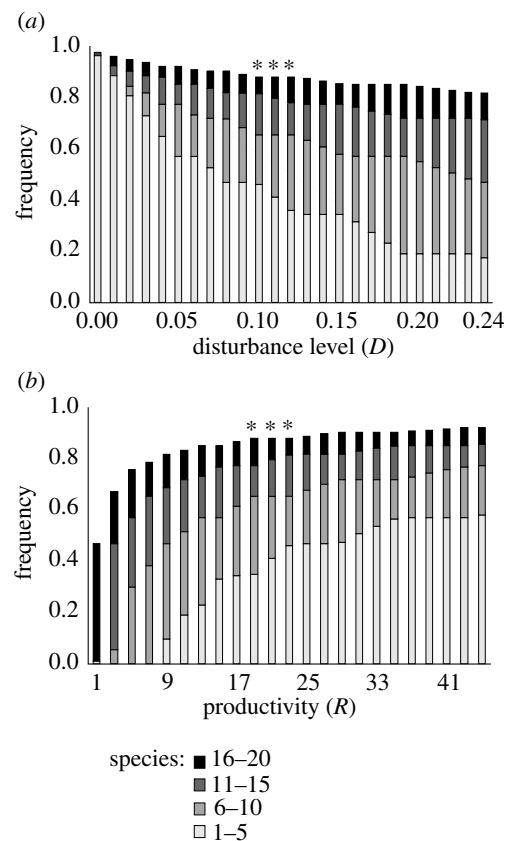 (a)
1.0
0.8
0.6
0.4
0.2
0.0
frequency
* * *
0.00 0.05 0.10 0.15 0.20 0.24
disturbance level (D)
(b)
1.0
0.8
0.6
0.4
0.2
0.0
frequency
* * *
1 9 17 25 33 41
productivity (R)
species: 16–20
11–15
6–10
1–5